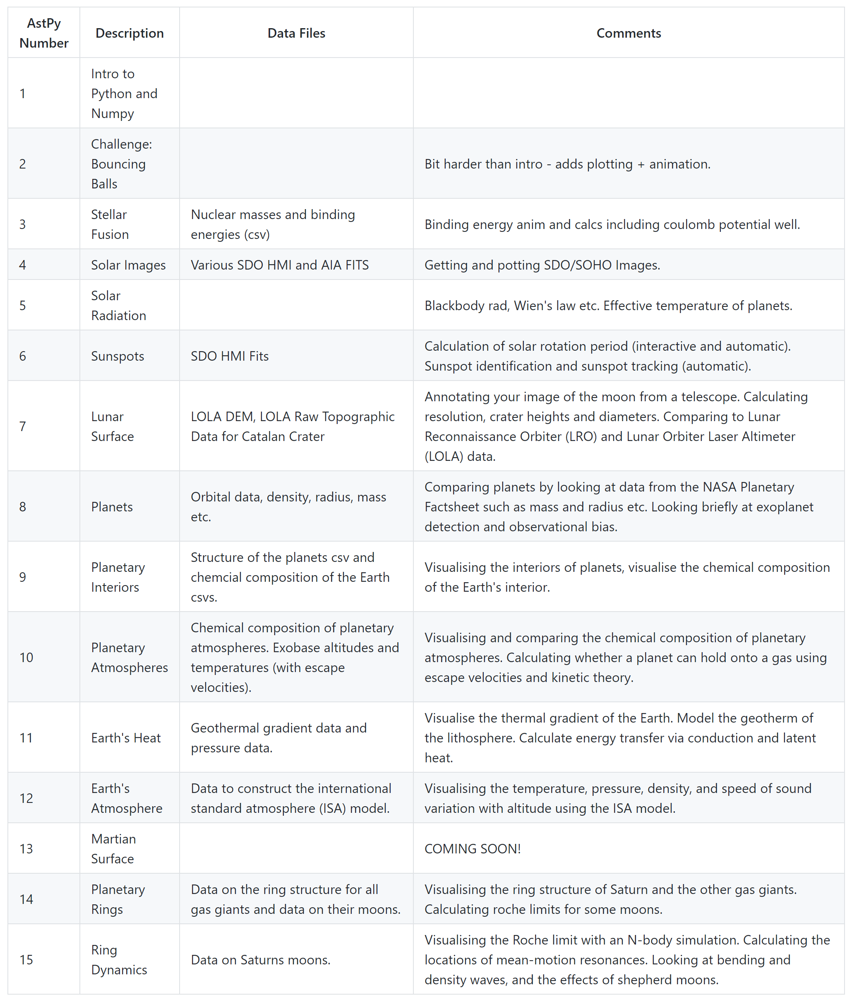 AstPy
Number
Description
Data Files
Comments
1
Intro to
Python and
Numpy
2
Challenge:
Bouncing
Balls
Bit harder than intro - adds plotting + animation.
3
Stellar
Fusion
Nuclear masses and binding
energies (csv)
Binding energy anim and calcs including coulomb potential well.
4
Solar Images
Various SDO HMI and AIA FITS
Getting and potting SDO/SOHO Images.
5
Solar
Radiation
Blackbody rad, Wien's law etc. Effective temperature of planets.
6
Sunspots
SDO HMI Fits
Calculation of solar rotation period (interactive and automatic).
Sunspot identification and sunspot tracking (automatic).
7
Lunar
Surface
LOLA DEM, LOLA Raw Topographic
Data for Catalan Crater
Annotating your image of the moon from a telescope. Calculating
resolution, crater heights and diameters. Comparing to Lunar
Reconnaissance Orbiter (LRO) and Lunar Orbiter Laser Altimeter
(LOLA) data.
8
Planets
Orbital data, density, radius, mass
etc.
Comparing planets by looking at data from the NASA Planetary
Factsheet such as mass and radius etc. Looking briefly at exoplanet
detection and observational bias.
9
Planetary
Interiors
Structure of the planets csv and
chemcial composition of the Earth
csvs.
Visualising the interiors of planets, visualise the chemical composition
of the Earth's interior.
10
Planetary
Atmospheres
Chemical composition of planetary
atmospheres. Exobase altitudes and
temperatures (with escape
velocities).
Visualising and comparing the chemical composition of planetary
atmospheres. Calculating whether a planet can hold onto a gas using
escape velocities and kinetic theory.
11
Earth's Heat
Geothermal gradient data and
pressure data.
Visualise the thermal gradient of the Earth. Model the geotherm of
the lithosphere. Calculate energy transfer via conduction and latent
heat.
12
Earth's
Atmosphere
Data to construct the international
standard atmosphere (ISA) model.
Visualising the temperature, pressure, density, and speed of sound
variation with altitude using the ISA model.
13
Martian
Surface
COMING SOON!
14
Planetary
Rings
Data on the ring structure for all
gas giants and data on their moons.
Visualising the ring structure of Saturn and the other gas giants.
Calculating roche limits for some moons.
15
Ring
Dynamics
Data on Saturns moons.
Visualising the Roche limit with an N-body simulation. Calculating the
locations of mean-motion resonances. Looking at bending and
density waves, and the effects of shepherd moons.